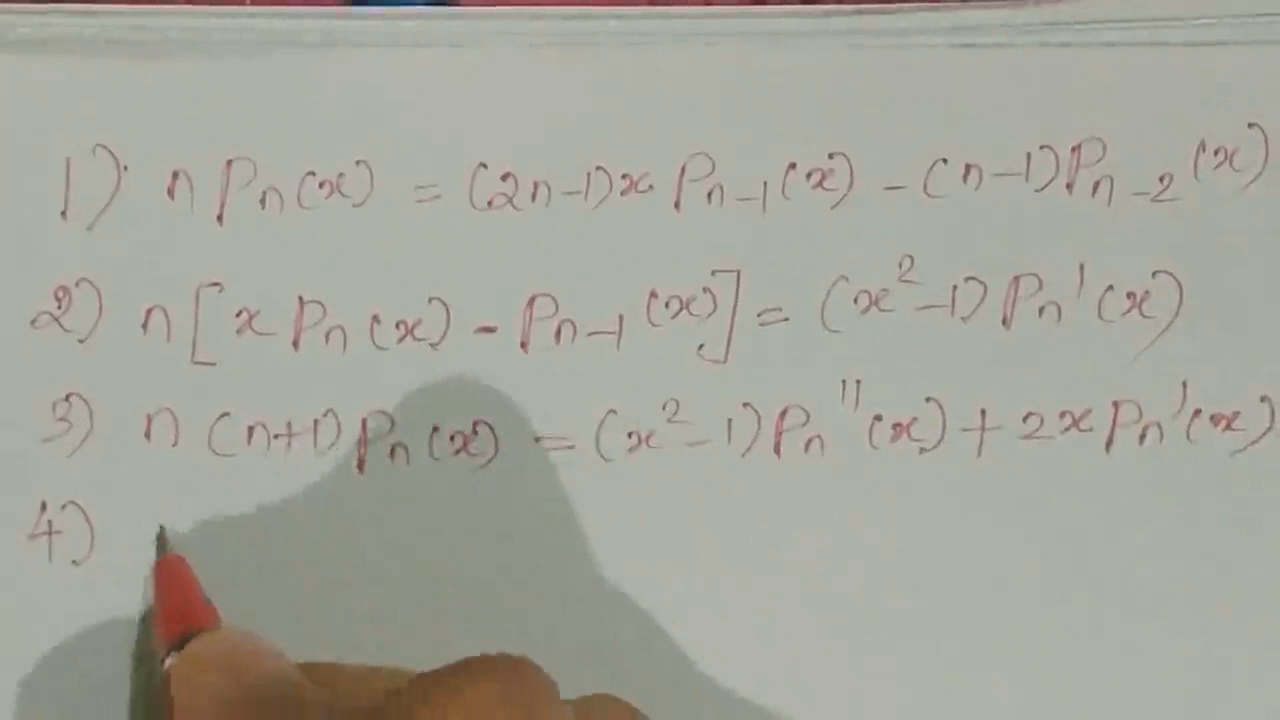 1) n Pn(x) = (2n-1)x Pn-1(x) - (n-1)Pn-2(x)
2) n[x Pn(x) - Pn-1(x)] = (x²-1) Pn'(x)
3) n(n+1)Pn(x) = (x²-1)Pn''(x) + 2x Pn'(x)
4)